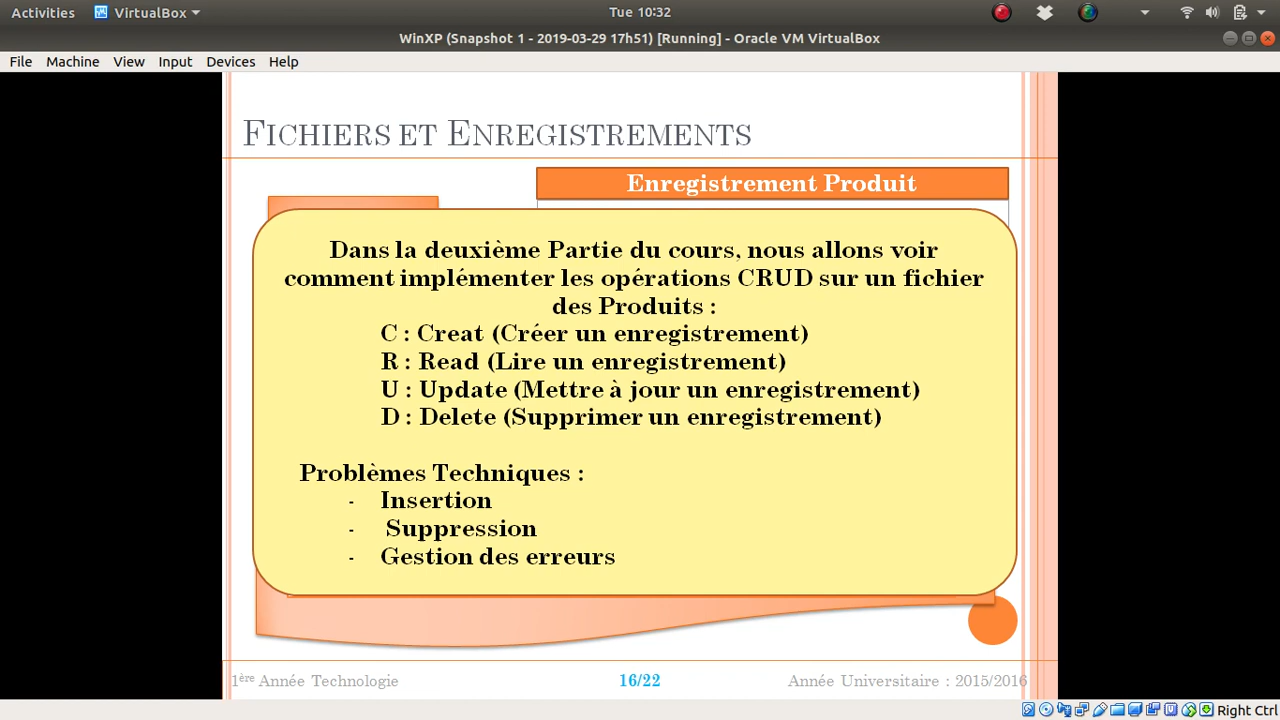 Activities VirtualBox Tue 10:32
WinXP (Snapshot 1 - 2019-03-29 17h51) [Running] - Oracle VM VirtualBox
File Machine View Input Devices Help
Fichiers et Enregistrements
Enregistrement Produit
Dans la deuxième Partie du cours, nous allons voir
comment implémenter les opérations CRUD sur un fichier
des Produits :
C : Creat (Créer un enregistrement)
R : Read (Lire un enregistrement)
U : Update (Mettre à jour un enregistrement)
D : Delete (Supprimer un enregistrement)
Problèmes Techniques :
- Insertion
- Suppression
- Gestion des erreurs
1ère Année Technologie 16/22 Année Universitaire : 2015/2016
Right Ctrl